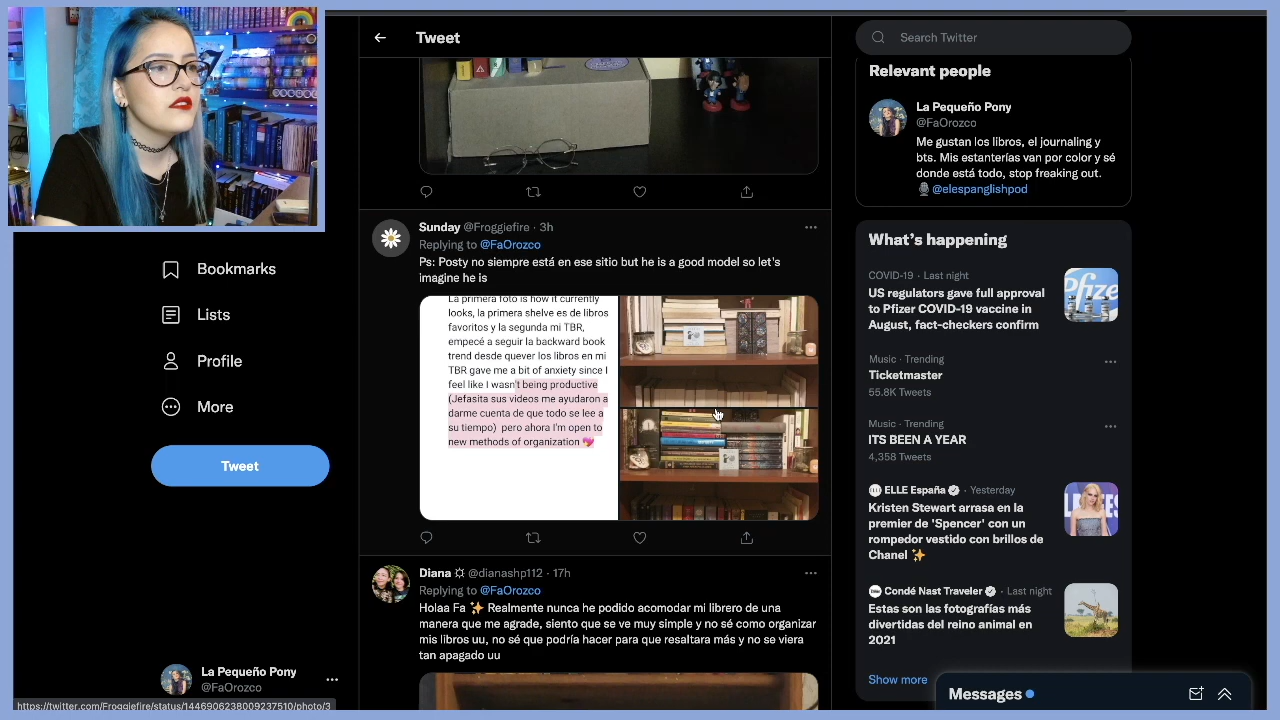 Tweet
Search Twitter
Relevant people
La Pequeño Pony
@FaOrozco
Me gustan los libros, el journaling y
bts. Mis estanterías van por color y sé
donde está todo, stop freaking out.
@elespanglishpod
Bookmarks
Lists
Profile
More
Tweet
La Pequeño Pony
@FaOrozco
https://twitter.com/Froggiefire/status/1446906238009237510/photo/3
Sunday @Froggiefire · 3h
Replying to @FaOrozco
Ps: Posty no siempre está en ese sitio but he is a good model so let's
imagine he is
La primera foto is how it currently
looks, la primera shelve es de libros
favoritos y la segunda mi TBR,
empecé a seguir la backward book
trend desde quever los libros en mi
TBR gave me a bit of anxiety since I
feel like I wasn't being productive
(Jefasita sus videos me ayudaron a
darme cuenta de que todo se lee a
su tiempo) pero ahora I'm open to
new methods of organization 💖
Diana @dianashp112 · 17h
Replying to @FaOrozco
Holaa Fa ✨ Realmente nunca he podido acomodar mi librero de una
manera que me agrade, siento que se ve muy simple y no sé como organizar
mis libros uu, no sé que podría hacer para que resaltara más y no se viera
tan apagado uu
What's happening
COVID-19 · Last night
US regulators gave full approval
to Pfizer COVID-19 vaccine in
August, fact-checkers confirm
Pfizer
Music · Trending
Ticketmaster
55.8K Tweets
Music · Trending
ITS BEEN A YEAR
4,358 Tweets
ELLE España · Yesterday
Kristen Stewart arrasa en la
premier de 'Spencer' con un
rompedor vestido con brillos de
Chanel ✨
Condé Nast Traveler · Last night
Estas son las fotografías más
divertidas del reino animal en
2021
Show more
Messages